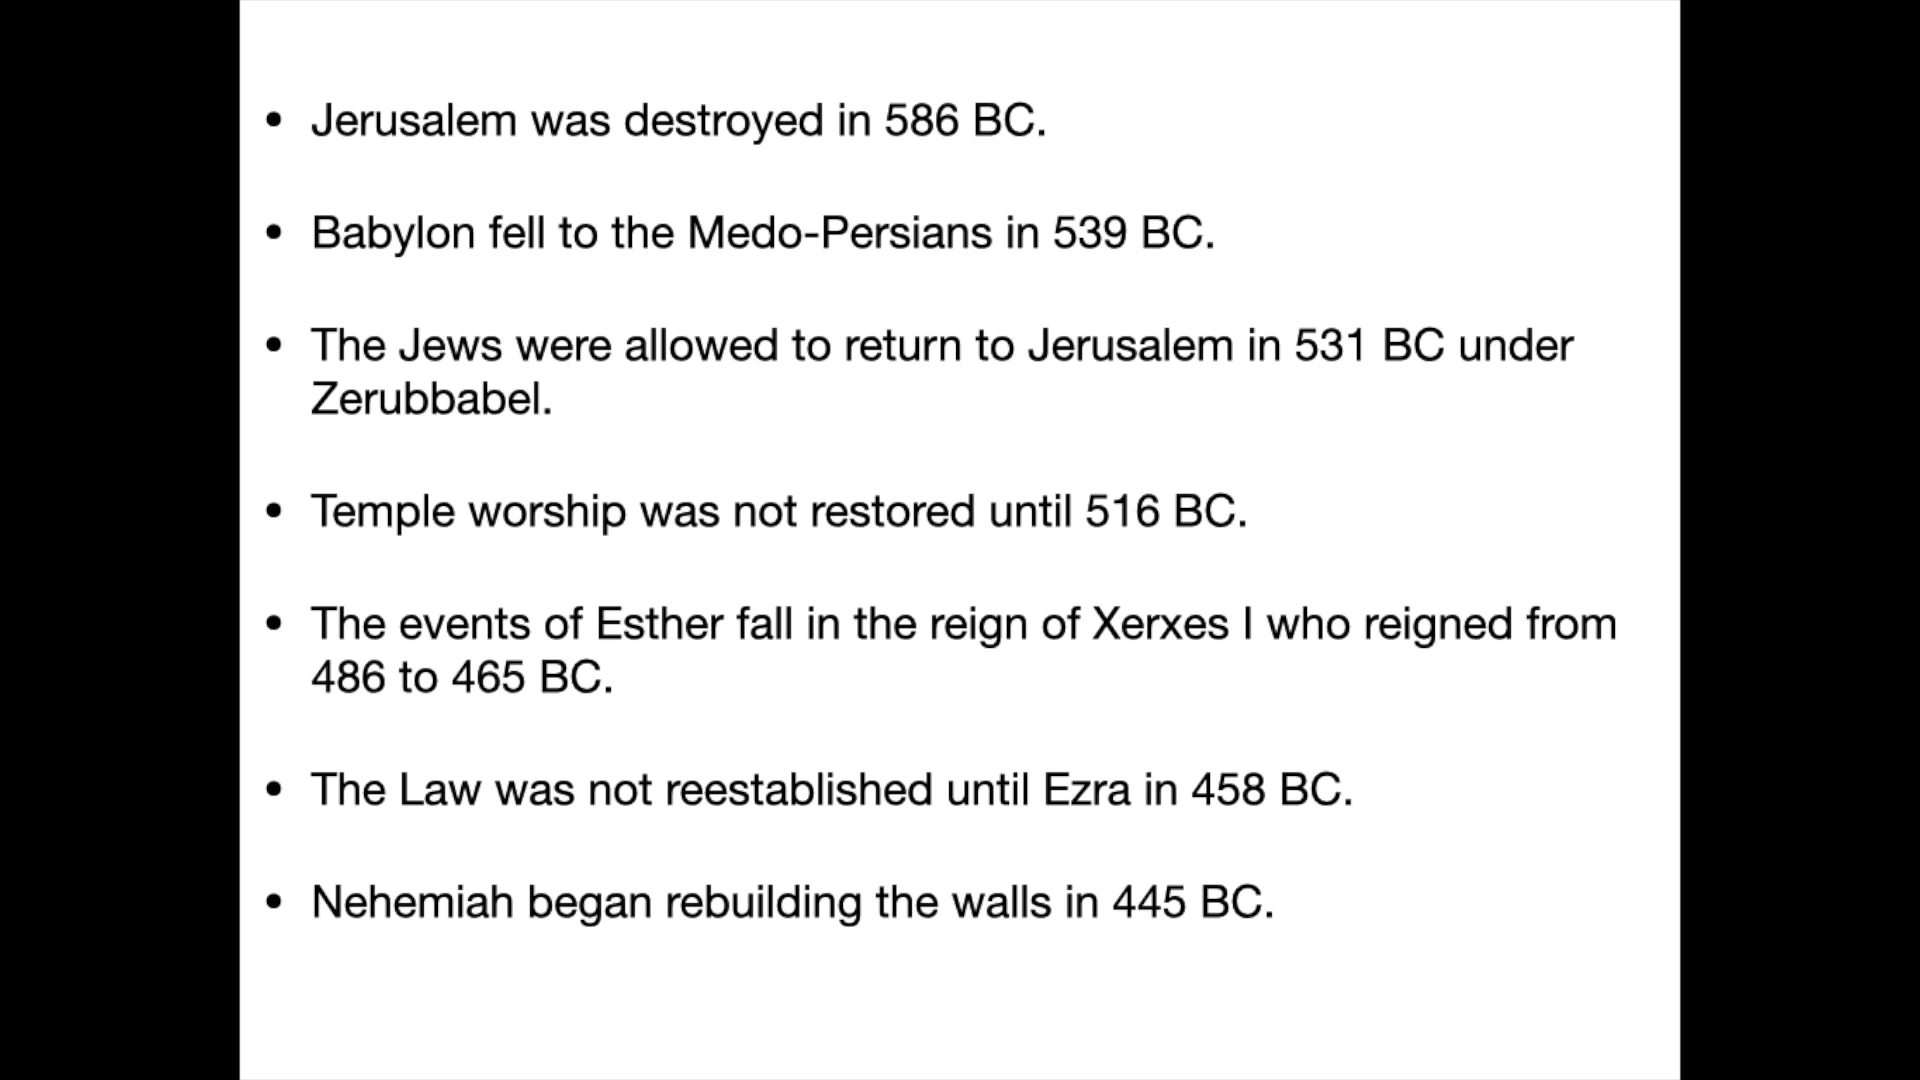 • Jerusalem was destroyed in 586 BC.
• Babylon fell to the Medo-Persians in 539 BC.
• The Jews were allowed to return to Jerusalem in 531 BC under
Zerubbabel.
• Temple worship was not restored until 516 BC.
• The events of Esther fall in the reign of Xerxes I who reigned from
486 to 465 BC.
• The Law was not reestablished until Ezra in 458 BC.
• Nehemiah began rebuilding the walls in 445 BC.